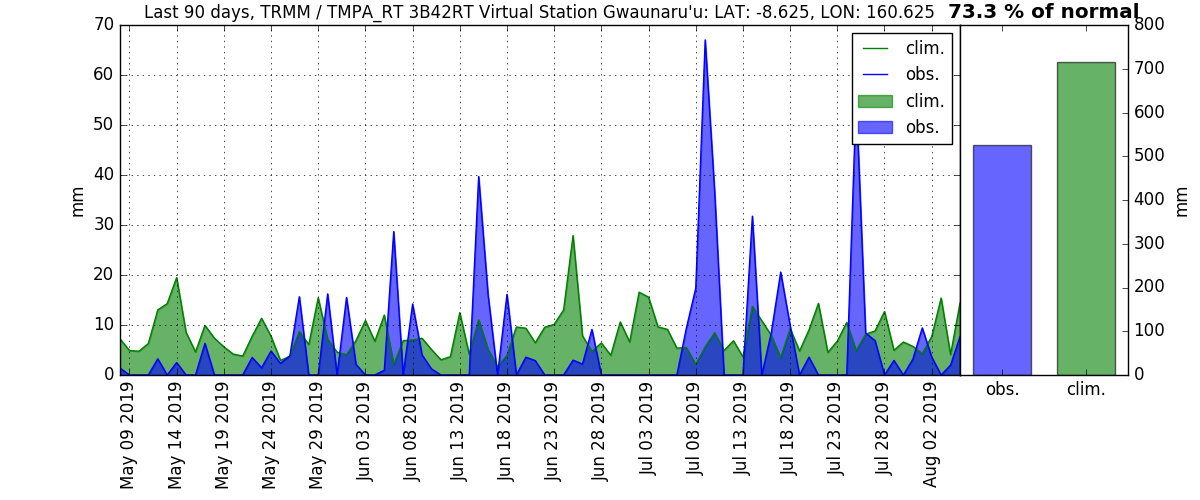 Last 90 days, TRMM / TMPA_RT 3B42RT Virtual Station Gwaunaru'u: LAT: -8.625, LON: 160.625 73.3 % of normal
70
60
50
40
30
20
10
0
mm
clim.
obs.
clim.
obs.
800
700
600
500
400
300
200
100
0
mm
May 09 2019
May 14 2019
May 19 2019
May 24 2019
May 29 2019
Jun 03 2019
Jun 08 2019
Jun 13 2019
Jun 18 2019
Jun 23 2019
Jun 28 2019
Jul 03 2019
Jul 08 2019
Jul 13 2019
Jul 18 2019
Jul 23 2019
Jul 28 2019
Aug 02 2019
obs.
clim.